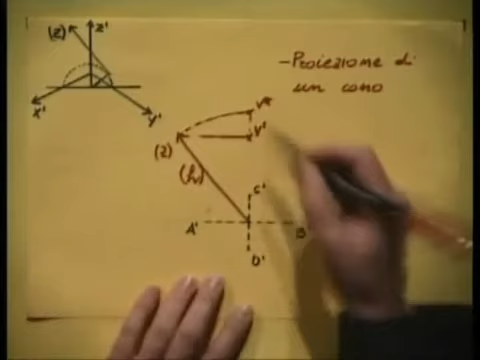 (z) z'
x' y'
- Proiezione di
un cono
V*
V'
(z)
(h)
C'
A' B
D'